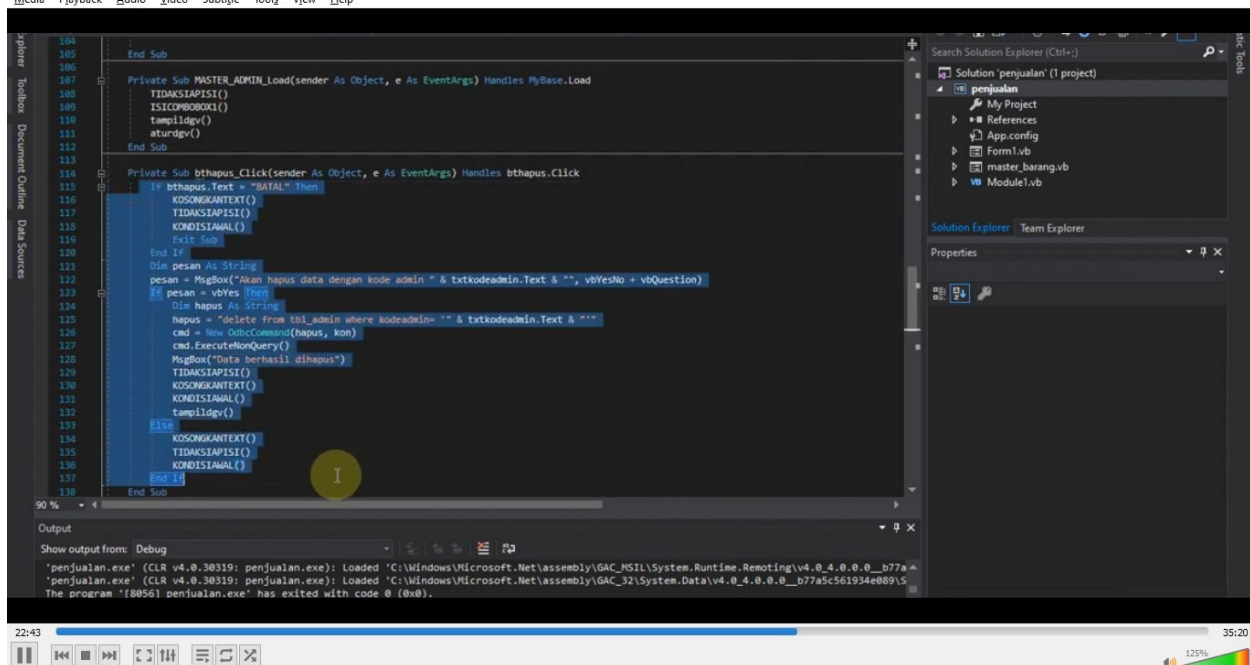 Media Playback Audio Video Subtitle Tools View Help
Explorer
Toolbox
Document Outline
Data Sources
104
105 End Sub
106
107 Private Sub MASTER_ADMIN_Load(sender As Object, e As EventArgs) Handles MyBase.Load
108 TIDAKSIAPISI()
109 ISICOMBOBOX1()
110 tampildgv()
111 aturdgv()
112 End Sub
113
114 Private Sub bthapus_Click(sender As Object, e As EventArgs) Handles bthapus.Click
115 If bthapus.Text = "BATAL" Then
116 KOSONGKANTEXT()
117 TIDAKSIAPISI()
118 KONDISIAWAL()
119 Exit Sub
120 End If
121 Dim pesan As String
122 pesan = MsgBox("Akan hapus data dengan kode admin " & txtkodeadmin.Text & "", vbYesNo + vbQuestion)
123 If pesan = vbYes Then
124 Dim hapus As String
125 hapus = "delete from tbl_admin where kodeadmin= '" & txtkodeadmin.Text & "'"
126 cmd = New OdbcCommand(hapus, kon)
127 cmd.ExecuteNonQuery()
128 MsgBox("Data berhasil dihapus")
129 TIDAKSIAPISI()
130 KOSONGKANTEXT()
131 KONDISIAWAL()
132 tampildgv()
133 Else
134 KOSONGKANTEXT()
135 TIDAKSIAPISI()
136 KONDISIAWAL()
137 End If
138 End Sub
90 %
Output
Show output from: Debug
'penjualan.exe' (CLR v4.0.30319: penjualan.exe): Loaded 'C:\Windows\Microsoft.Net\assembly\GAC_MSIL\System.Runtime.Remoting\v4.0_4.0.0.0__b77a
'penjualan.exe' (CLR v4.0.30319: penjualan.exe): Loaded 'C:\Windows\Microsoft.Net\assembly\GAC_32\System.Data\v4.0_4.0.0.0__b77a5c561934e089\S
The program '[8056] penjualan.exe' has exited with code 0 (0x0).
Search Solution Explorer (Ctrl+;)
Solution 'penjualan' (1 project)
VB penjualan
My Project
References
App.config
Form1.vb
master_barang.vb
VB Module1.vb
Solution Explorer Team Explorer
Properties
stic Tools
22:43
35:20
125%